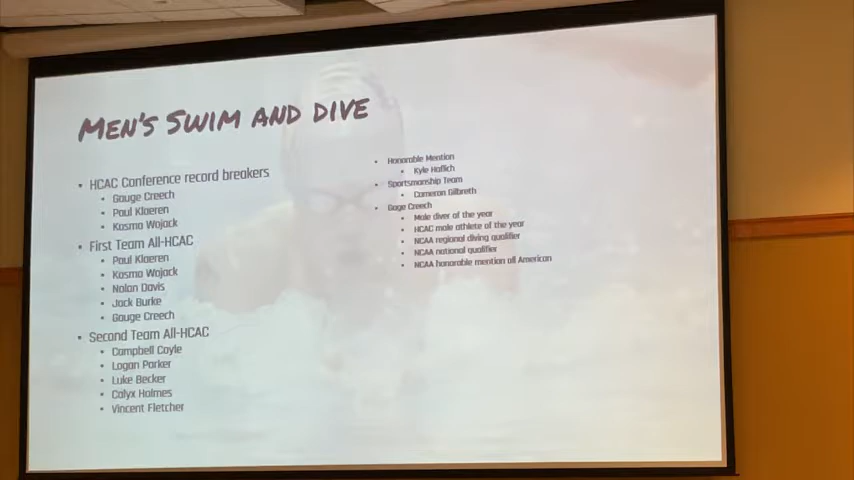 Men's Swim and dive
• HCAC Conference record breakers
• Gauge Creech
• Paul Klaeren
• Kosmo Wojack
• First Team All-HCAC
• Paul Klaeren
• Kosmo Wojack
• Nolan Davis
• Jack Burke
• Gauge Creech
• Second Team All-HCAC
• Campbell Coyle
• Logan Parker
• Luke Becker
• Calyx Holmes
• Vincent Fletcher
• Honorable Mention
• Kyle Haflich
• Sportsmanship Team
• Cameron Gilbreth
• Gage Creech
• Male diver of the year
• HCAC male athlete of the year
• NCAA regional diving qualifier
• NCAA national qualifier
• NCAA honorable mention all American